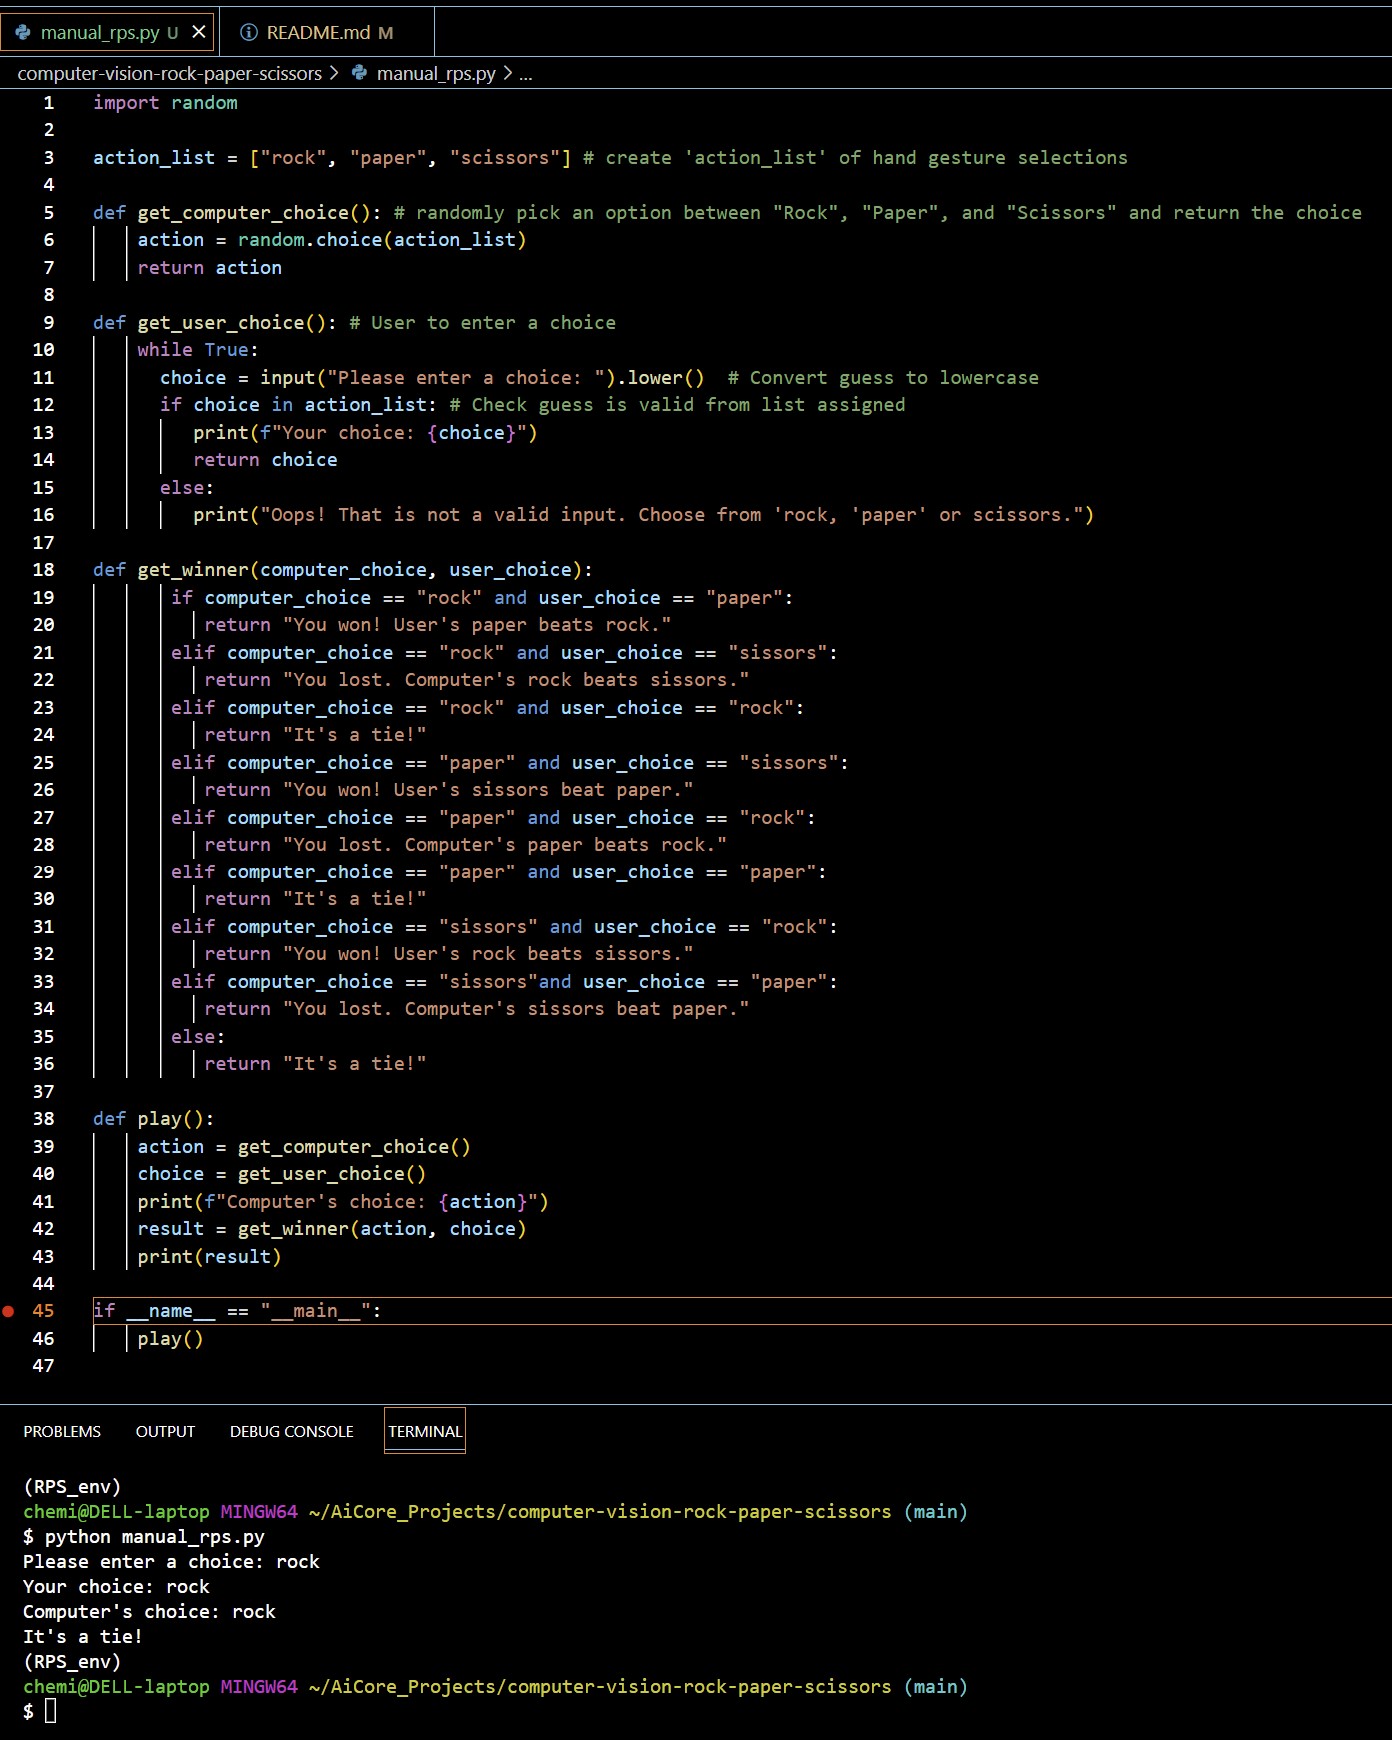 manual_rps.py U
README.md M
computer-vision-rock-paper-scissors > manual_rps.py > ...
1 import random
2
3 action_list = ["rock", "paper", "scissors"] # create 'action_list' of hand gesture selections
4
5 def get_computer_choice(): # randomly pick an option between "Rock", "Paper", and "Scissors" and return the choice
6     action = random.choice(action_list)
7     return action
8
9 def get_user_choice(): # User to enter a choice
10     while True:
11       choice = input("Please enter a choice: ").lower()  # Convert guess to lowercase
12       if choice in action_list: # Check guess is valid from list assigned
13          print(f"Your choice: {choice}")
14          return choice
15       else:
16          print("Oops! That is not a valid input. Choose from 'rock, 'paper' or scissors.")
17
18 def get_winner(computer_choice, user_choice):
19        if computer_choice == "rock" and user_choice == "paper":
20           return "You won! User's paper beats rock."
21        elif computer_choice == "rock" and user_choice == "sissors":
22           return "You lost. Computer's rock beats sissors."
23        elif computer_choice == "rock" and user_choice == "rock":
24           return "It's a tie!"
25        elif computer_choice == "paper" and user_choice == "sissors":
26           return "You won! User's sissors beat paper."
27        elif computer_choice == "paper" and user_choice == "rock":
28           return "You lost. Computer's paper beats rock."
29        elif computer_choice == "paper" and user_choice == "paper":
30           return "It's a tie!"
31        elif computer_choice == "sissors" and user_choice == "rock":
32           return "You won! User's rock beats sissors."
33        elif computer_choice == "sissors"and user_choice == "paper":
34           return "You lost. Computer's sissors beat paper."
35        else:
36           return "It's a tie!"
37
38 def play():
39     action = get_computer_choice()
40     choice = get_user_choice()
41     print(f"Computer's choice: {action}")
42     result = get_winner(action, choice)
43     print(result)
44
45 if __name__ == "__main__":
46     play()
47
PROBLEMS OUTPUT DEBUG CONSOLE TERMINAL
(RPS_env)
chemi@DELL-laptop MINGW64 ~/AiCore_Projects/computer-vision-rock-paper-scissors (main)
$ python manual_rps.py
Please enter a choice: rock
Your choice: rock
Computer's choice: rock
It's a tie!
(RPS_env)
chemi@DELL-laptop MINGW64 ~/AiCore_Projects/computer-vision-rock-paper-scissors (main)
$